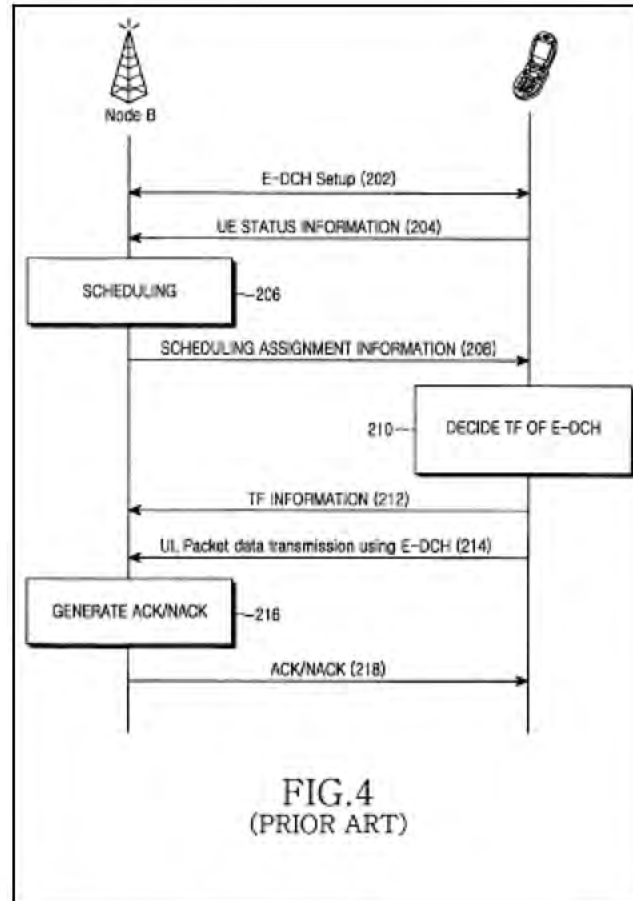 Node B
E-DCH Setup (202)
UE STATUS INFORMATION (204)
SCHEDULING
206
SCHEDULING ASSIGNMENT INFORMATION (208)
210
DECIDE TF OF E-DCH
TF INFORMATION (212)
UL Packet data transmission using E-DCH (214)
GENERATE ACK/NACK
216
ACK/NACK (218)
FIG.4
(PRIOR ART)